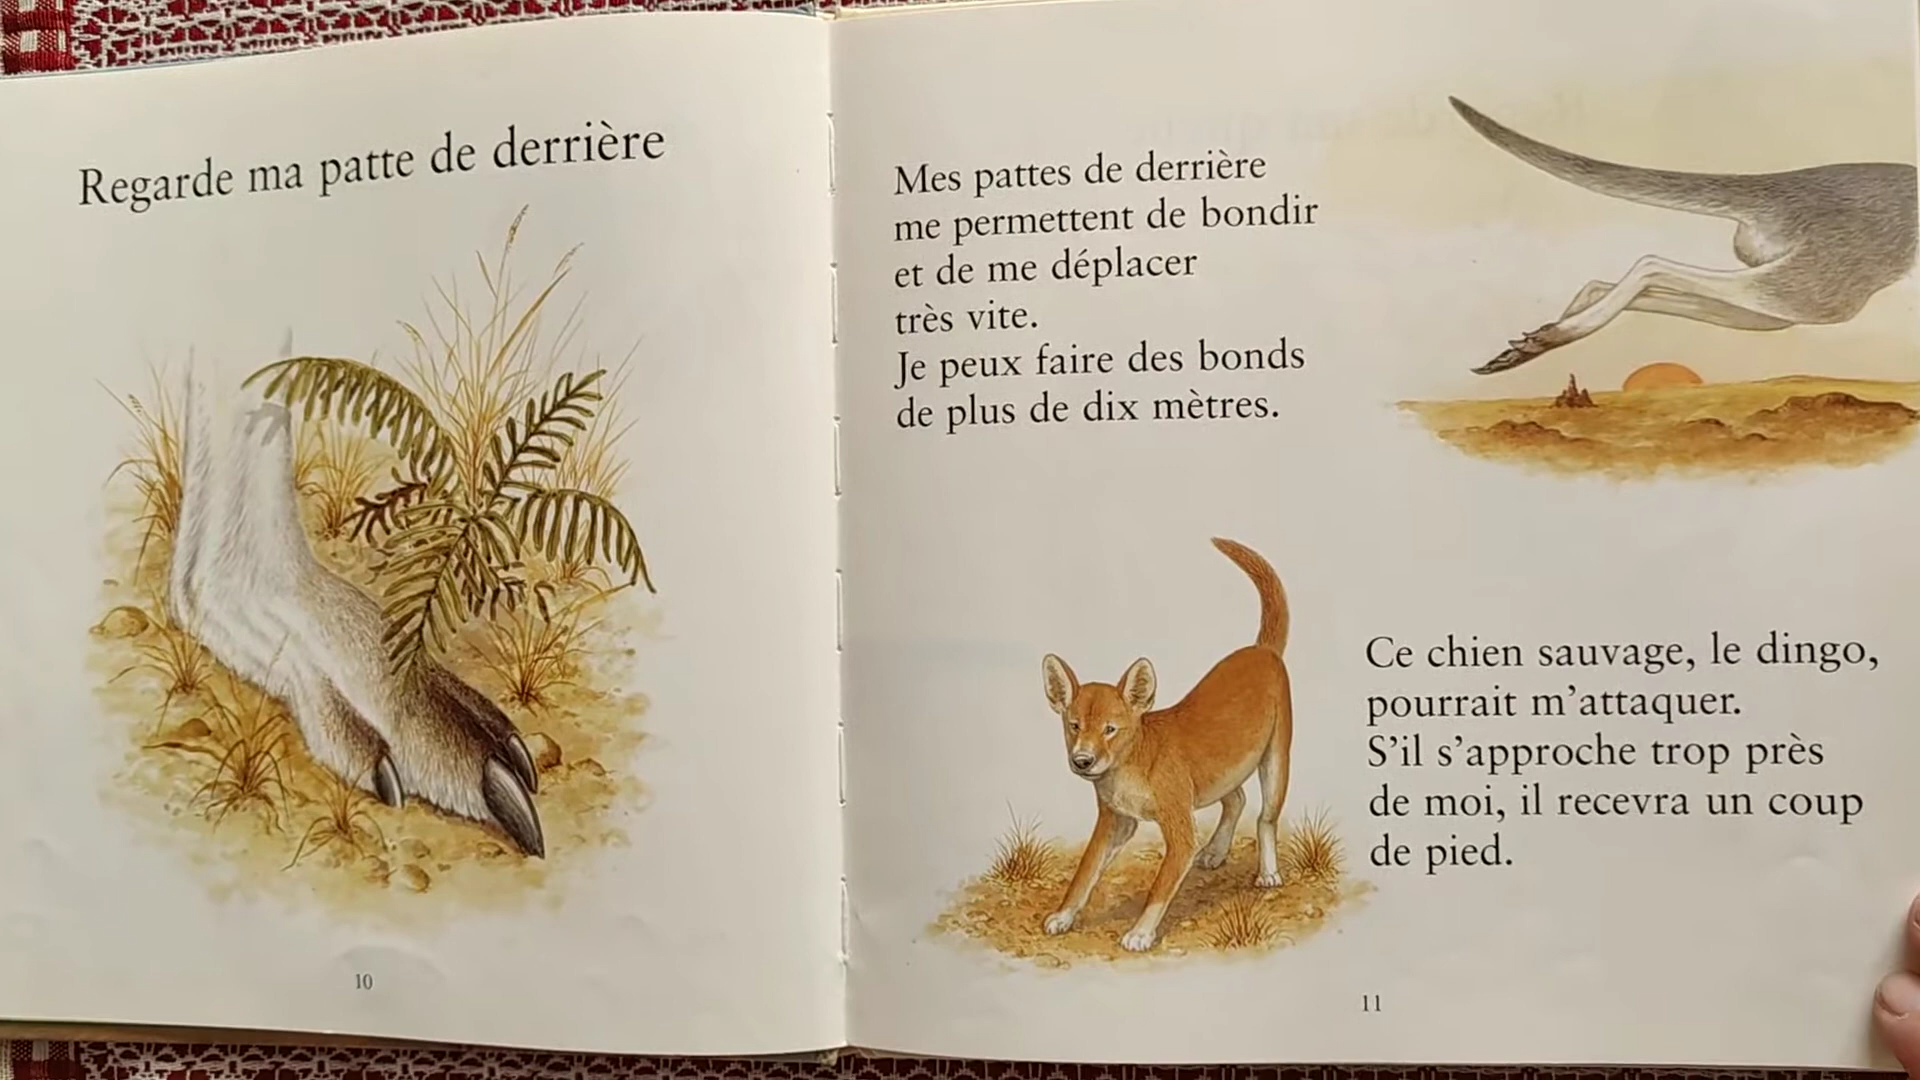 Regarde ma patte de derrière
10
Mes pattes de derrière
me permettent de bondir
et de me déplacer
très vite.
Je peux faire des bonds
de plus de dix mètres.
Ce chien sauvage, le dingo,
pourrait m'attaquer.
S'il s'approche trop près
de moi, il recevra un coup
de pied.
11